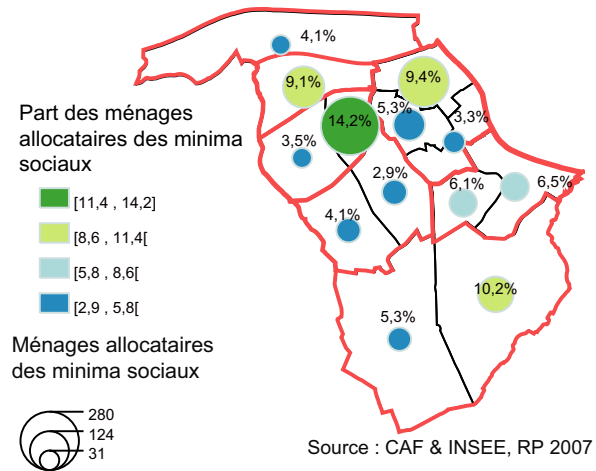 4,1%
9,1%
9,4%
14,2%
5,3%
3,3%
3,5%
2,9%
6,1%
6,5%
4,1%
10,2%
5,3%
Part des ménages
allocataires des minima
sociaux
[11,4 , 14,2]
[8,6 , 11,4[
[5,8 , 8,6[
[2,9 , 5,8[
Ménages allocataires
des minima sociaux
280
124
31
Source : CAF & INSEE, RP 2007